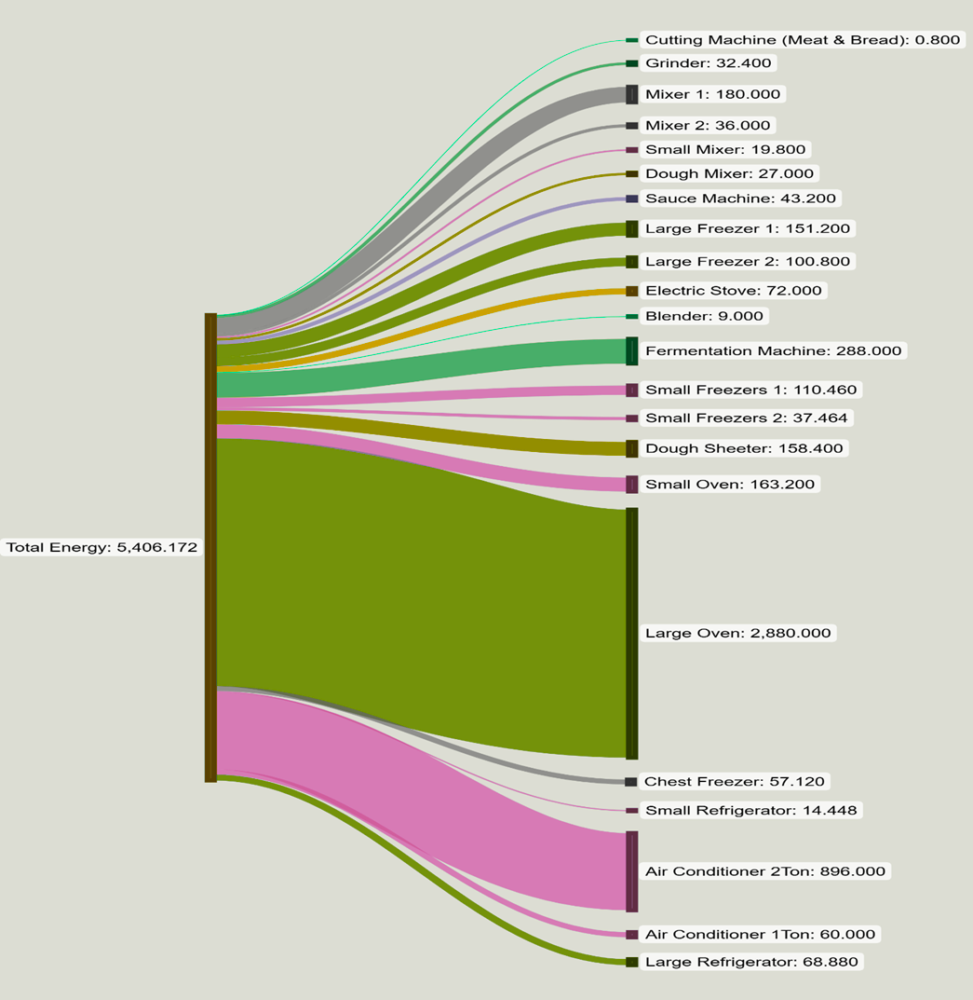 Cutting Machine (Meat & Bread): 0.800
Grinder: 32.400
Mixer 1: 180.000
Mixer 2: 36.000
Small Mixer: 19.800
Dough Mixer: 27.000
Sauce Machine: 43.200
Large Freezer 1: 151.200
Large Freezer 2: 100.800
Electric Stove: 72.000
Blender: 9.000
Fermentation Machine: 288.000
Small Freezers 1: 110.460
Small Freezers 2: 37.464
Dough Sheeter: 158.400
Small Oven: 163.200
Total Energy: 5,406.172
Large Oven: 2,880.000
Chest Freezer: 57.120
Small Refrigerator: 14.448
Air Conditioner 2Ton: 896.000
Air Conditioner 1Ton: 60.000
Large Refrigerator: 68.880